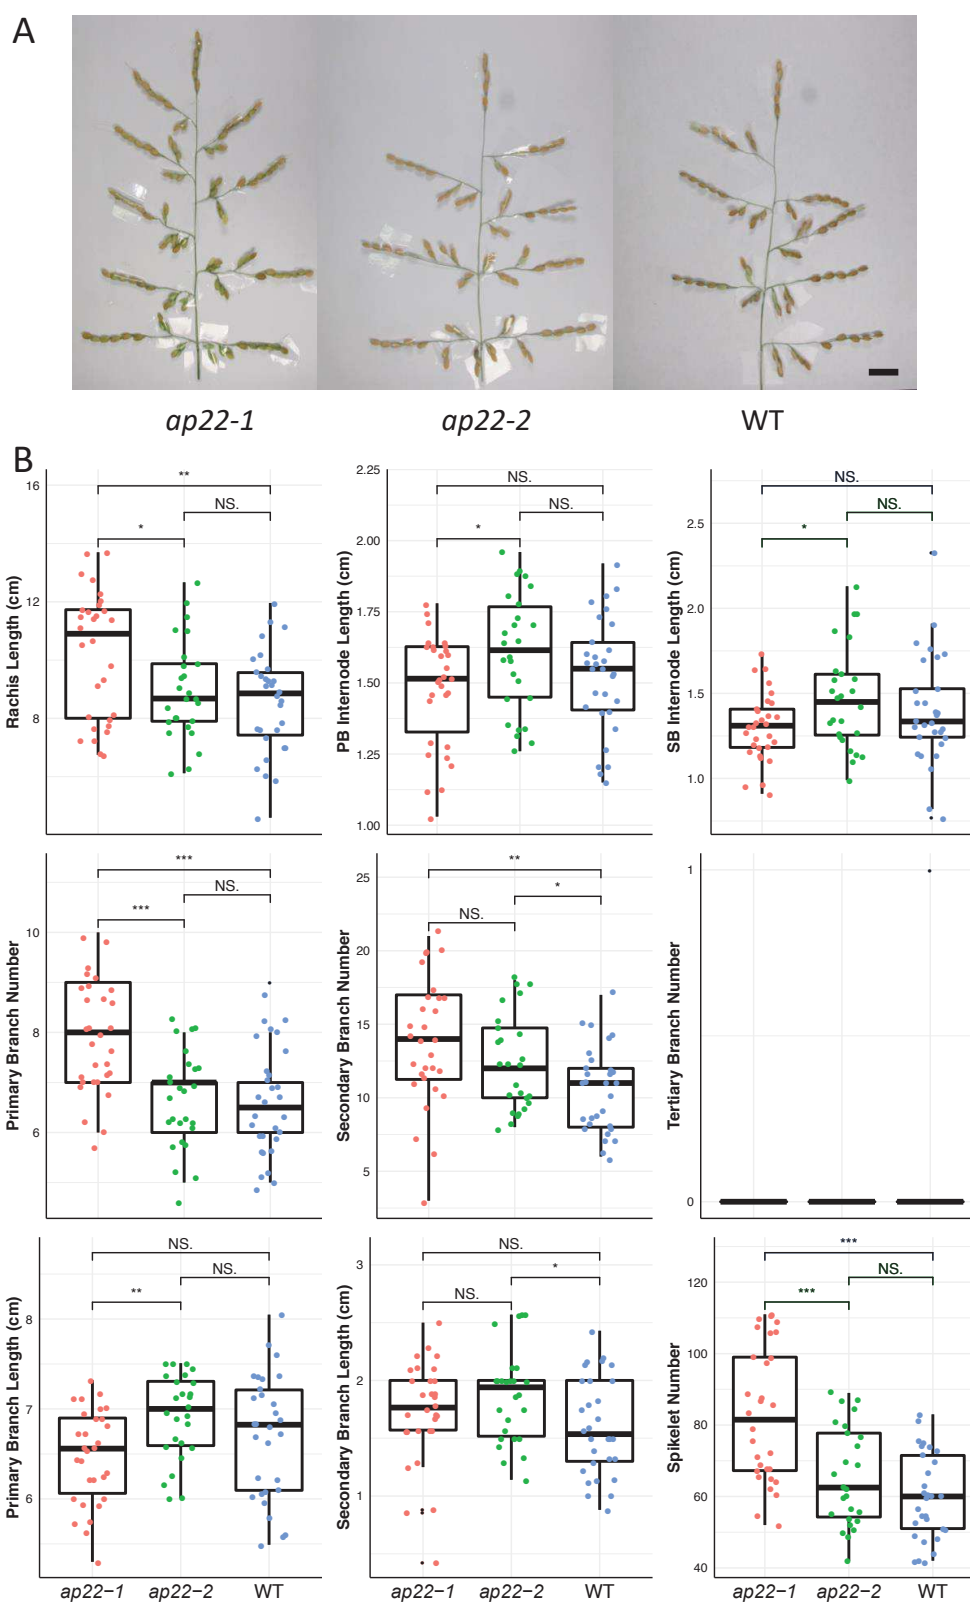 A
ap22-1 ap22-2 WT
B
Rachis Length (cm)
16
12
8
**
*
NS.
PB Internode Length (cm)
2.25
2.00
1.75
1.50
1.25
1.00
NS.
*
NS.
SB Internode Length (cm)
2.5
2.0
1.5
1.0
NS.
*
NS.
Primary Branch Number
10
8
6
***
***
NS.
Secondary Branch Number
25
20
15
10
5
**
NS.
*
Tertiary Branch Number
1
0
Primary Branch Length (cm)
8
7
6
NS.
**
NS.
ap22−1 ap22−2 WT
Secondary Branch Length (cm)
3
2
1
NS.
NS.
*
ap22−1 ap22−2 WT
Spikelet Number
120
100
80
60
40
***
***
NS.
ap22−1 ap22−2 WT